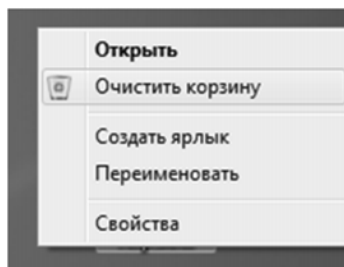 Открыть
Очистить корзину
Создать ярлык
Переименовать
Свойства